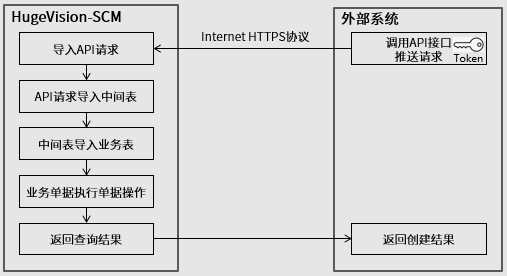 HugeVision-SCM
外部系统
导入API请求
Internet HTTPS协议
调用API接口
推送请求
Token
API请求导入中间表
中间表导入业务表
业务单据执行单据操作
返回查询结果
返回创建结果